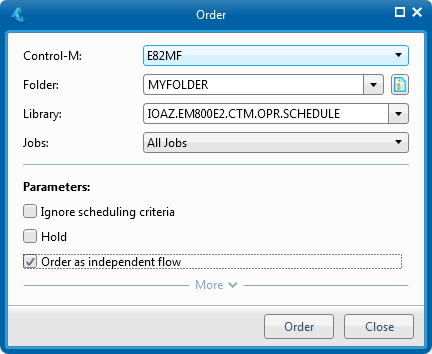 Order
Control-M: E82MF
Folder: MYFOLDER
Library: IOAZ.EM800E2.CTM.OPR.SCHEDULE
Jobs: All Jobs
Parameters:
Ignore scheduling criteria
Hold
Order as independent flow
More
Order Close